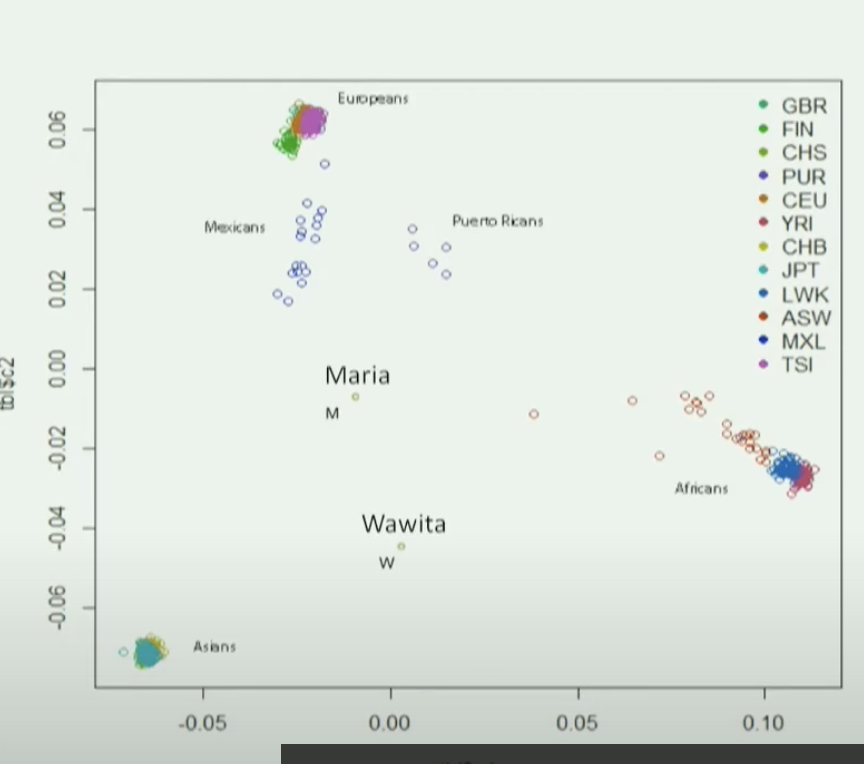 Europeans
GBR
FIN
0.06
CHS
PUR
CEU
0.04
Mexicans
Puerto Ricans
YRI
CHB
JPT
0.02
LWK
ASW
MXL
0.00
Maria
TSI
tbl$c2
M
-0.02
Africans
-0.04
Wawita
W
-0.06
Asians
-0.05 0.00 0.05 0.10